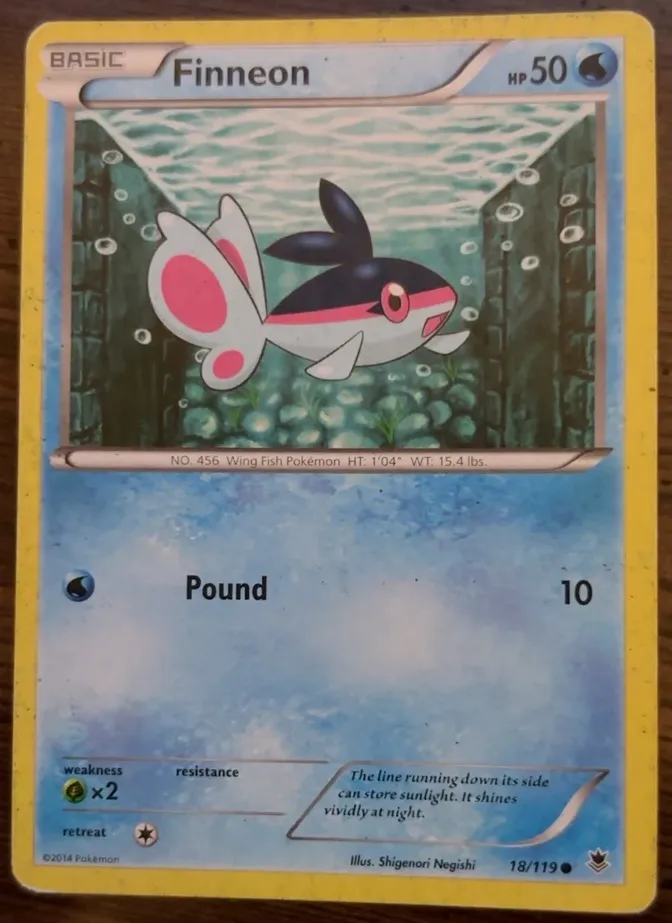 BASIC
Finneon
HP 50
NO. 456 Wing Fish Pokémon HT: 1'04" WT: 15.4 lbs.
Pound 10
weakness resistance
×2
retreat
The line running down its side
can store sunlight. It shines
vividly at night.
©2014 Pokémon
Illus. Shigenori Negishi
18/119